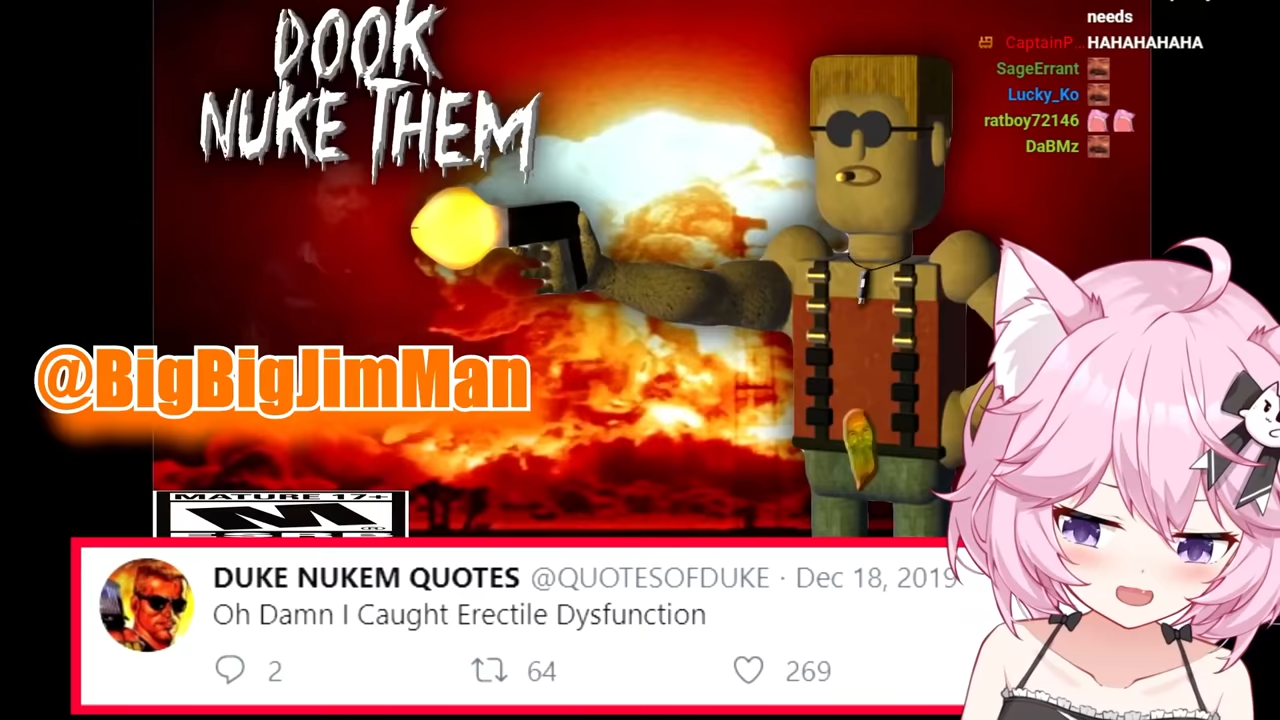 DOOK
NUKE THEM
needs
CaptainP... HAHAHAHAHA
SageErrant
Lucky_Ko
ratboy72146
DaBMz
@BigBigJimMan
MATURE 17+
M
DUKE NUKEM QUOTES @QUOTESOFDUKE · Dec 18, 2019
Oh Damn I Caught Erectile Dysfunction
2 64 269